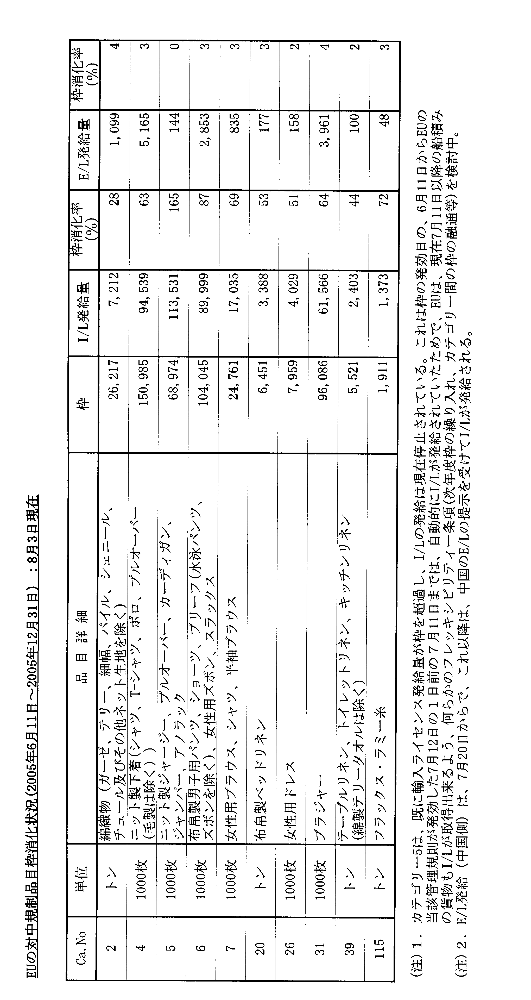 EUの対中規制品目枠消化状況(2005年6月11日～2005年12月31日) ：8月3日現在
Ca.No 単位 品目詳細 枠 I/L発給量 枠消化率(%) E/L発給量 枠消化率(%)
2 トン 綿織物 (ガーゼ、テリー、細幅、パイル、シェニール、 26,217 7,212 28 1,099 4
チュール及びその他ネット生地を除く)
4 1000枚 ニット製下着(シャツ、T-シャツ、ポロ、プルオーバー 150,985 94,539 63 5,165 3
(毛製は除く))
5 1000枚 ニット製ジャージー、プルオーバー、カーディガン、 68,974 113,531 165 144 0
ジャンパー、アノラック
6 1000枚 布帛製男子用パンツ、ショーツ、ブリーフ(水泳パンツ、 104,045 89,999 87 2,853 3
ズボンを除く)、女性用ズボン、スラックス
7 1000枚 女性用ブラウス、シャツ、半袖ブラウス 24,761 17,035 69 835 3
20 トン 布帛製ベッドリネン 6,451 3,388 53 177 3
26 1000枚 女性用ドレス 7,959 4,029 51 158 2
31 1000枚 ブラジャー 96,086 61,566 64 3,961 4
39 トン テーブルリネン、トイレットリネン、キッチンリネン 5,521 2,403 44 100 2
(綿製テリータオルは除く)
115 トン フラックス・ラミー糸 1,911 1,373 72 48 3
(注) 1． カテゴリー5は、既に輸入ライセンス発給量が枠を超過し、I/Lの発給は現在停止されている。これは枠の発効日の、6月11日からEUの
当該管理規則が発効した7月12日の１日前の７月11日までは、自動的にI/Lが発給されていたためで、EUは、現在7月11日以降の船積み
の貨物もI/Lが取得出来るよう、何らかのフレッキシビリティー条項(次年度枠の繰り入れ、カテゴリー間の枠の融通等)を検討中。
(注) 2． E/L発給 (中国側) は、7月20日からで、これ以降は、中国のE/Lの提示を受けてI/Lが発給される。